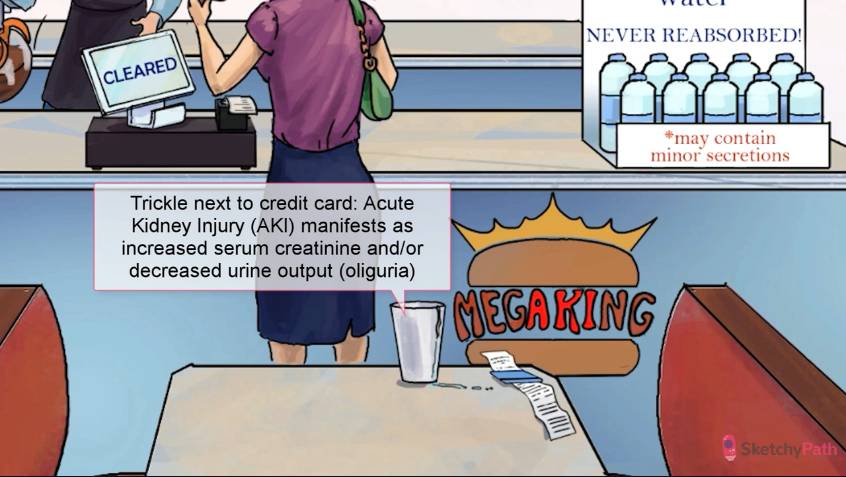 Water
NEVER REABSORBED!
CLEARED
*may contain
minor secretions
Trickle next to credit card: Acute
Kidney Injury (AKI) manifests as
increased serum creatinine and/or
decreased urine output (oliguria)
MEGAKING
SketchyPath